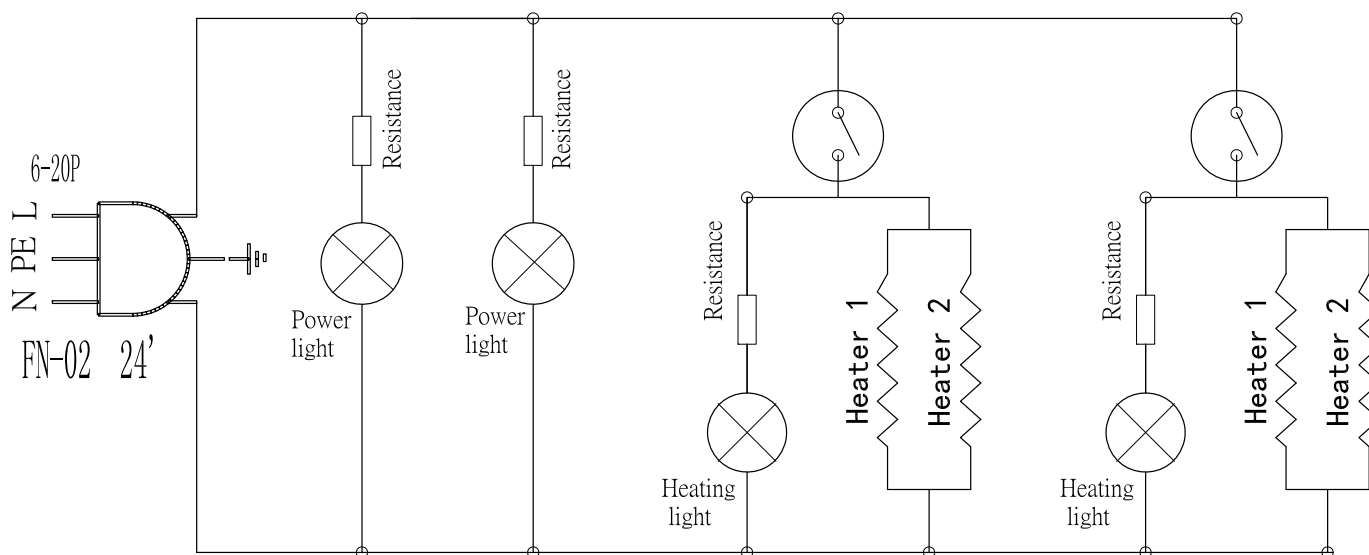 6-20P
L
PE
N
FN-02 24'
Resistance
Power
light
Resistance
Power
light
Resistance
Heating
light
Heater 1
Heater 2
Resistance
Heating
light
Heater 1
Heater 2